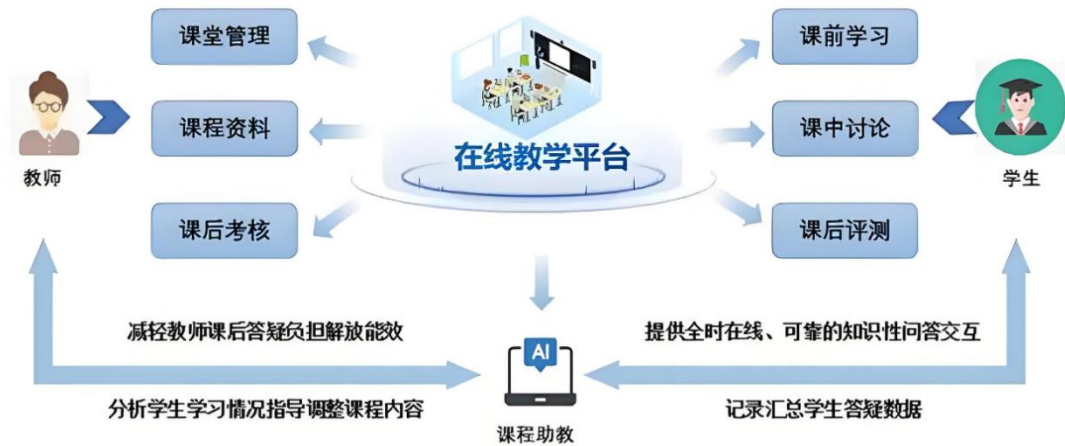 课堂管理
课前学习
课程资料
在线教学平台
课中讨论
教师
学生
课后考核
课后评测
减轻教师课后答疑负担解放能效
提供全时在线、可靠的知识性问答交互
AI
分析学生学习情况指导调整课程内容
记录汇总学生答疑数据
课程助教